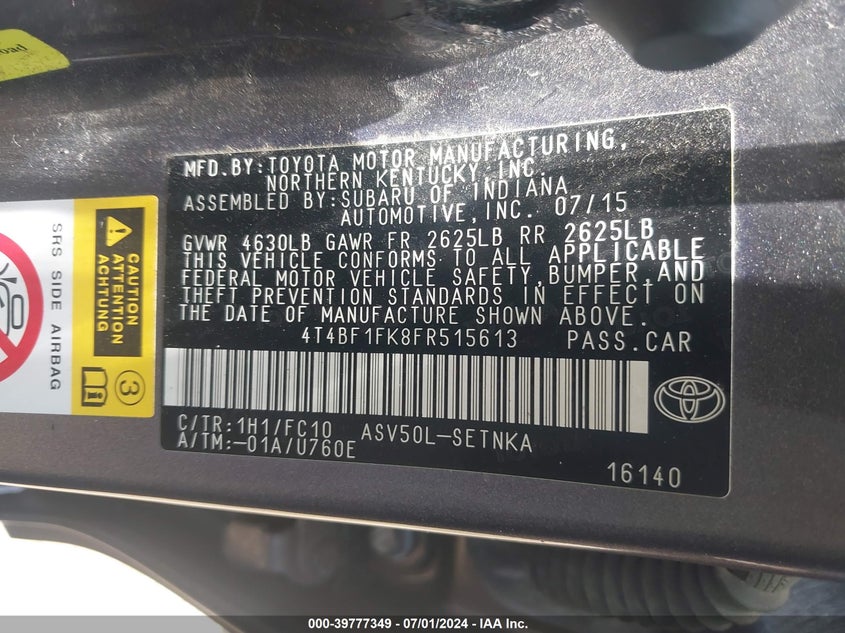 oad
MFD.BY:TOYOTA MOTOR MANUFACTURING,
NORTHERN KENTUCKY,INC.
ASSEMBLED BY:SUBARU OF INDIANA
AUTOMOTIVE,INC. 07/15
GVWR 4630LB GAWR FR 2625LB RR 2625LB
THIS VEHICLE CONFORMS TO ALL APPLICABLE
FEDERAL MOTOR VEHICLE SAFETY,BUMPER,AND
THEFT PREVENTION STANDARDS IN EFFECT ON
THE DATE OF MANUFACTURE SHOWN ABOVE.
4T4BF1FK8FR515613 PASS.CAR
C/TR:1H1/FC10 ASV50L-SETNKA
A/TM:-01A/U760E
16140
SRS SIDE AIRBAG
CAUTION
ATTENTION
ACHTUNG
3
000-39777349 - 07/01/2024 - IAA Inc.